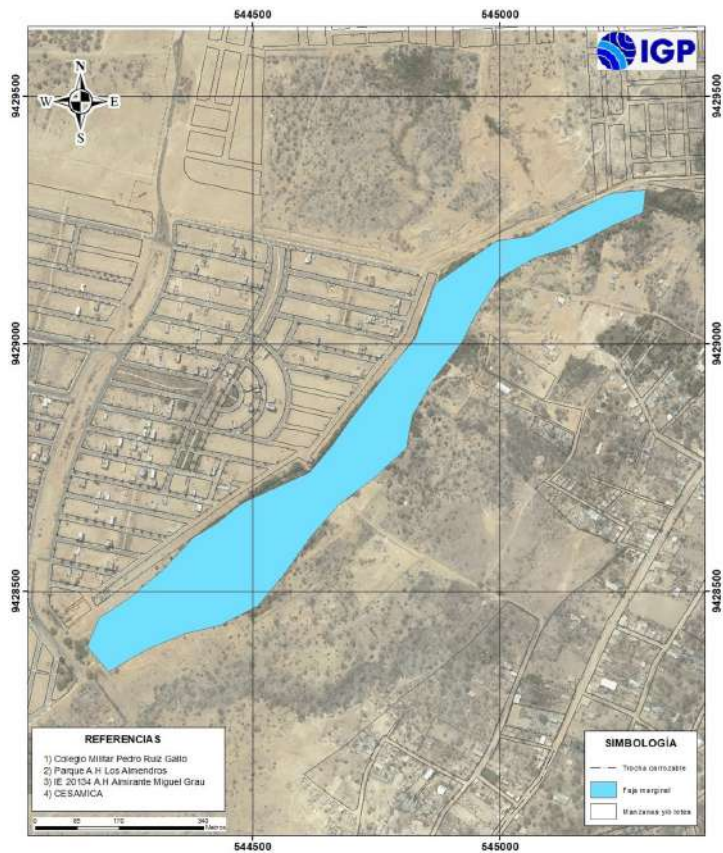 544500 545000
IGP
N
W E
S
9429500 9429500
9429000 9429000
9428500 9428500
REFERENCIAS
1) Colegio Militar Pedro Ruiz Gallo
2) Parque A.H Los Almendros
3) IE 20134 A.H Almirante Miguel Grau
4) CESAMICA
0 85 170 340
Metros
SIMBOLOGÍA
Trocha carrozable
Faja marginal
Manzanas y/o lotes
544500 545000